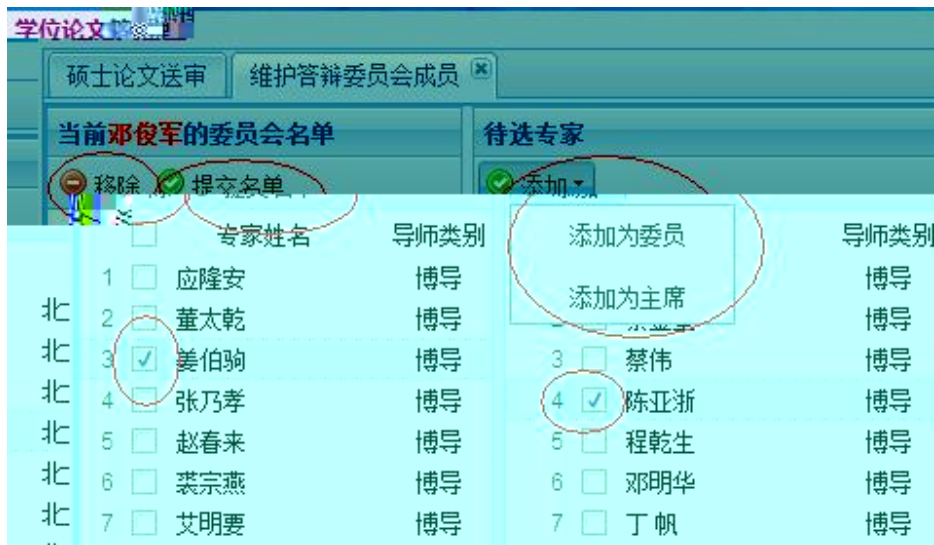 学位论文
硕士论文送审 维护答辩委员会成员
当前邓俊军的委员会名单 待选专家
移除 提交名单 添加
专家姓名 导师类别 添加为委员 导师类别
1 应隆安 博导 博导
添加为主席
2 董太乾 博导 博导
3 姜伯驹 博导 3 蔡伟 博导
4 张乃孝 博导 4 陈亚浙 博导
5 赵春来 博导 5 程乾生 博导
6 裘宗燕 博导 6 邓明华 博导
7 艾明要 博导 7 丁帆 博导
北
北
北
北
北
北